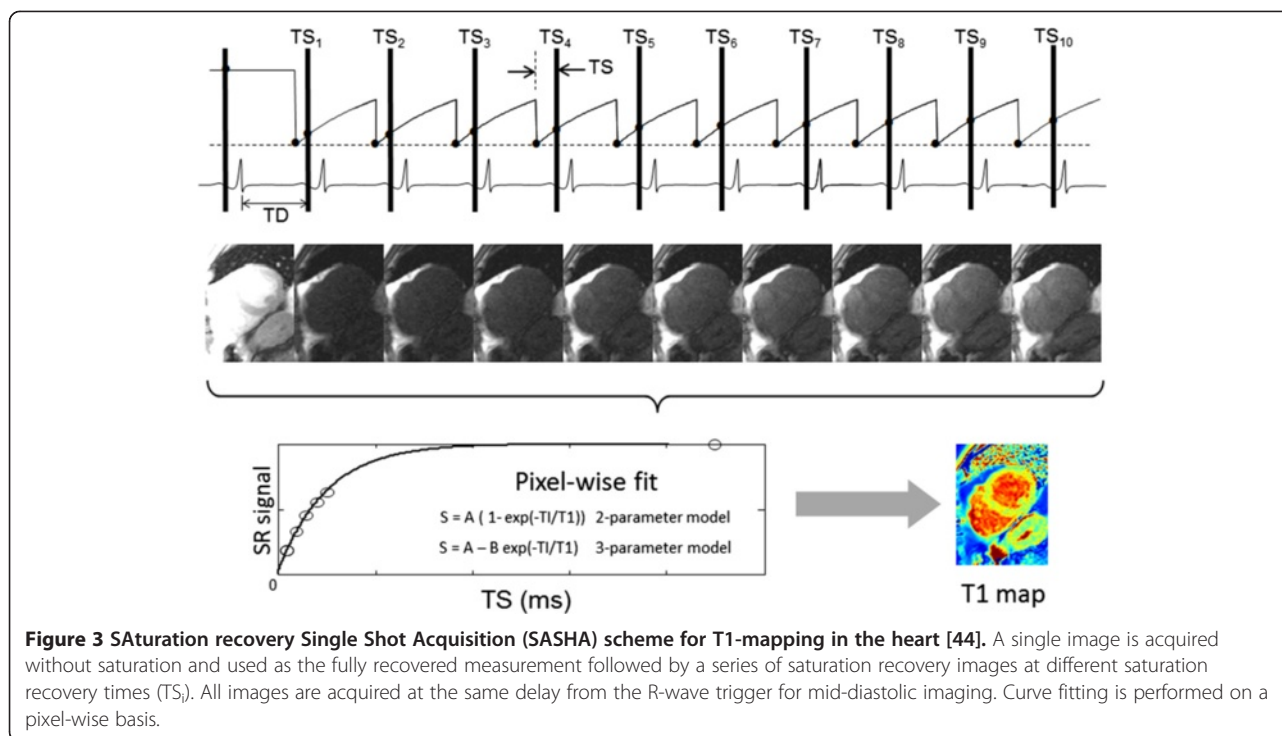 TS1 TS2 TS3 TS4 TS5 TS6 TS7 TS8 TS9 TS10
TS
TD
SR signal
Pixel-wise fit
S = A ( 1- exp(-TI/T1)) 2-parameter model
S = A – B exp(-TI/T1) 3-parameter model
0
TS (ms)
T1 map
Figure 3 SAturation recovery Single Shot Acquisition (SASHA) scheme for T1-mapping in the heart [44]. A single image is acquired
without saturation and used as the fully recovered measurement followed by a series of saturation recovery images at different saturation
recovery times (TSi). All images are acquired at the same delay from the R-wave trigger for mid-diastolic imaging. Curve fitting is performed on a
pixel-wise basis.